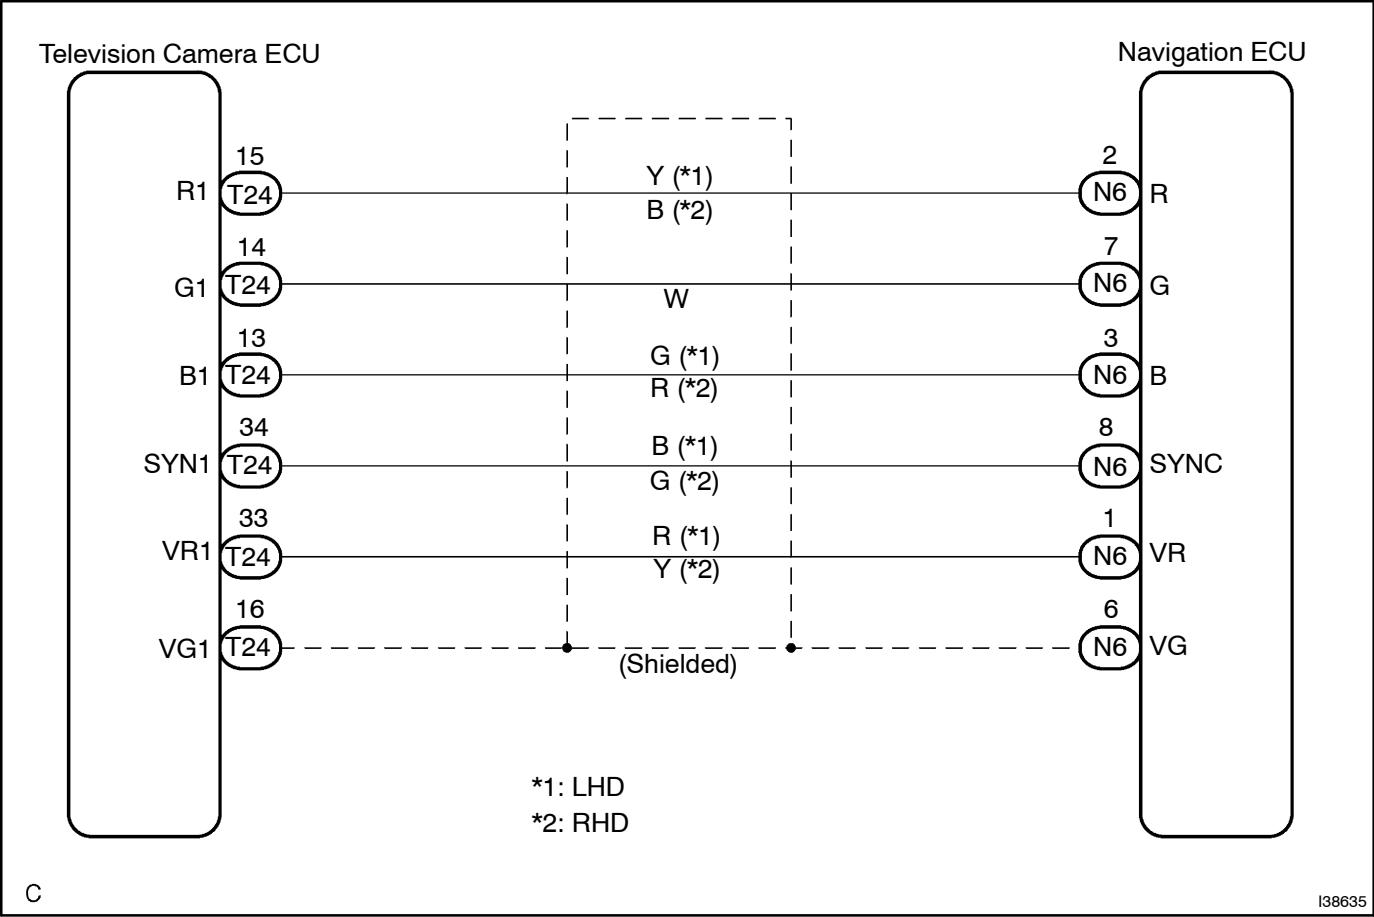 Television Camera ECU
Navigation ECU
15
2
R1
T24
Y (*1)
B (*2)
N6
R
14
7
G1
T24
W
N6
G
13
3
B1
T24
G (*1)
R (*2)
N6
B
34
8
SYN1
T24
B (*1)
G (*2)
N6
SYNC
33
1
VR1
T24
R (*1)
Y (*2)
N6
VR
16
6
VG1
T24
(Shielded)
N6
VG
*1: LHD
*2: RHD
C
I38635